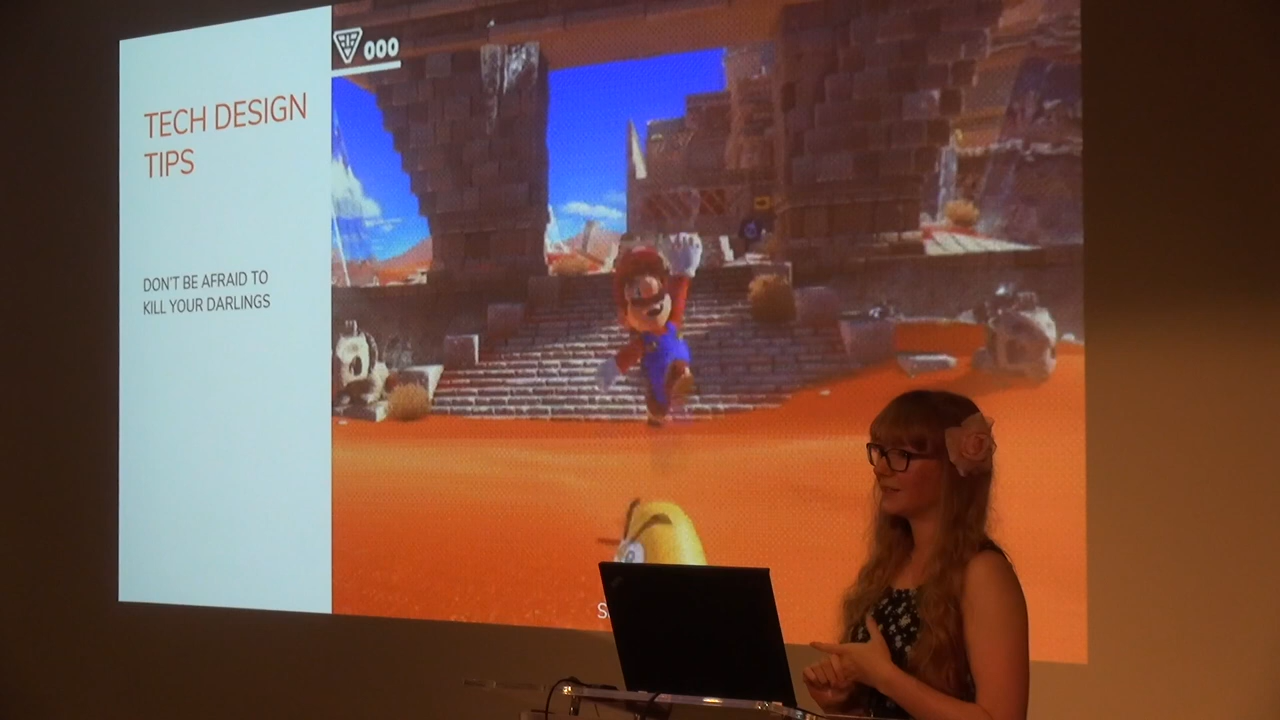 TECH DESIGN
TIPS
DON'T BE AFRAID TO
KILL YOUR DARLINGS
000
S